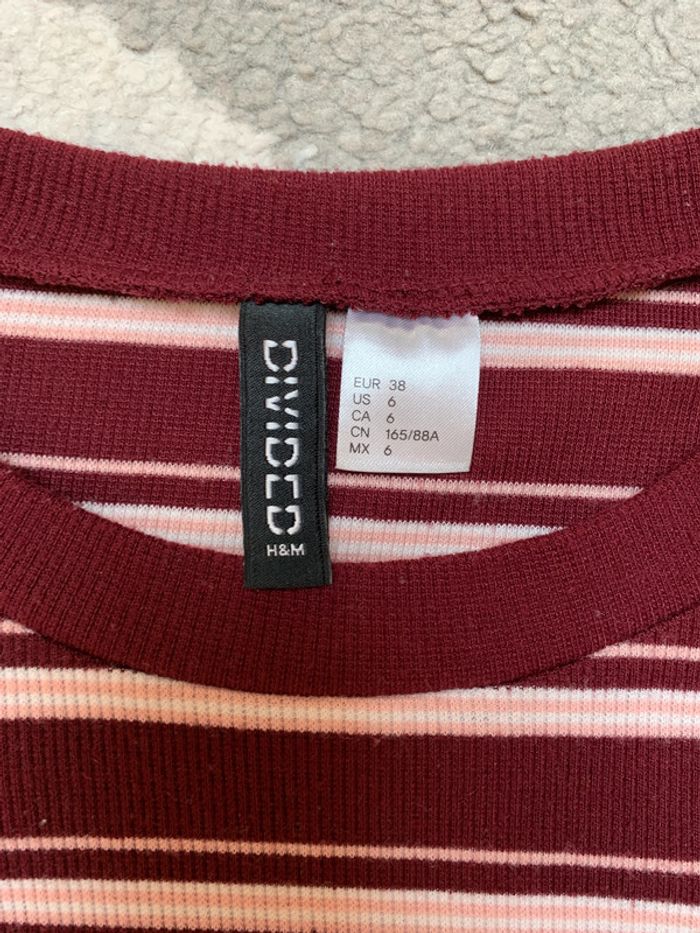 DIVIDED
H&M
EUR 38
US 6
CA 6
CN 165/88A
MX 6